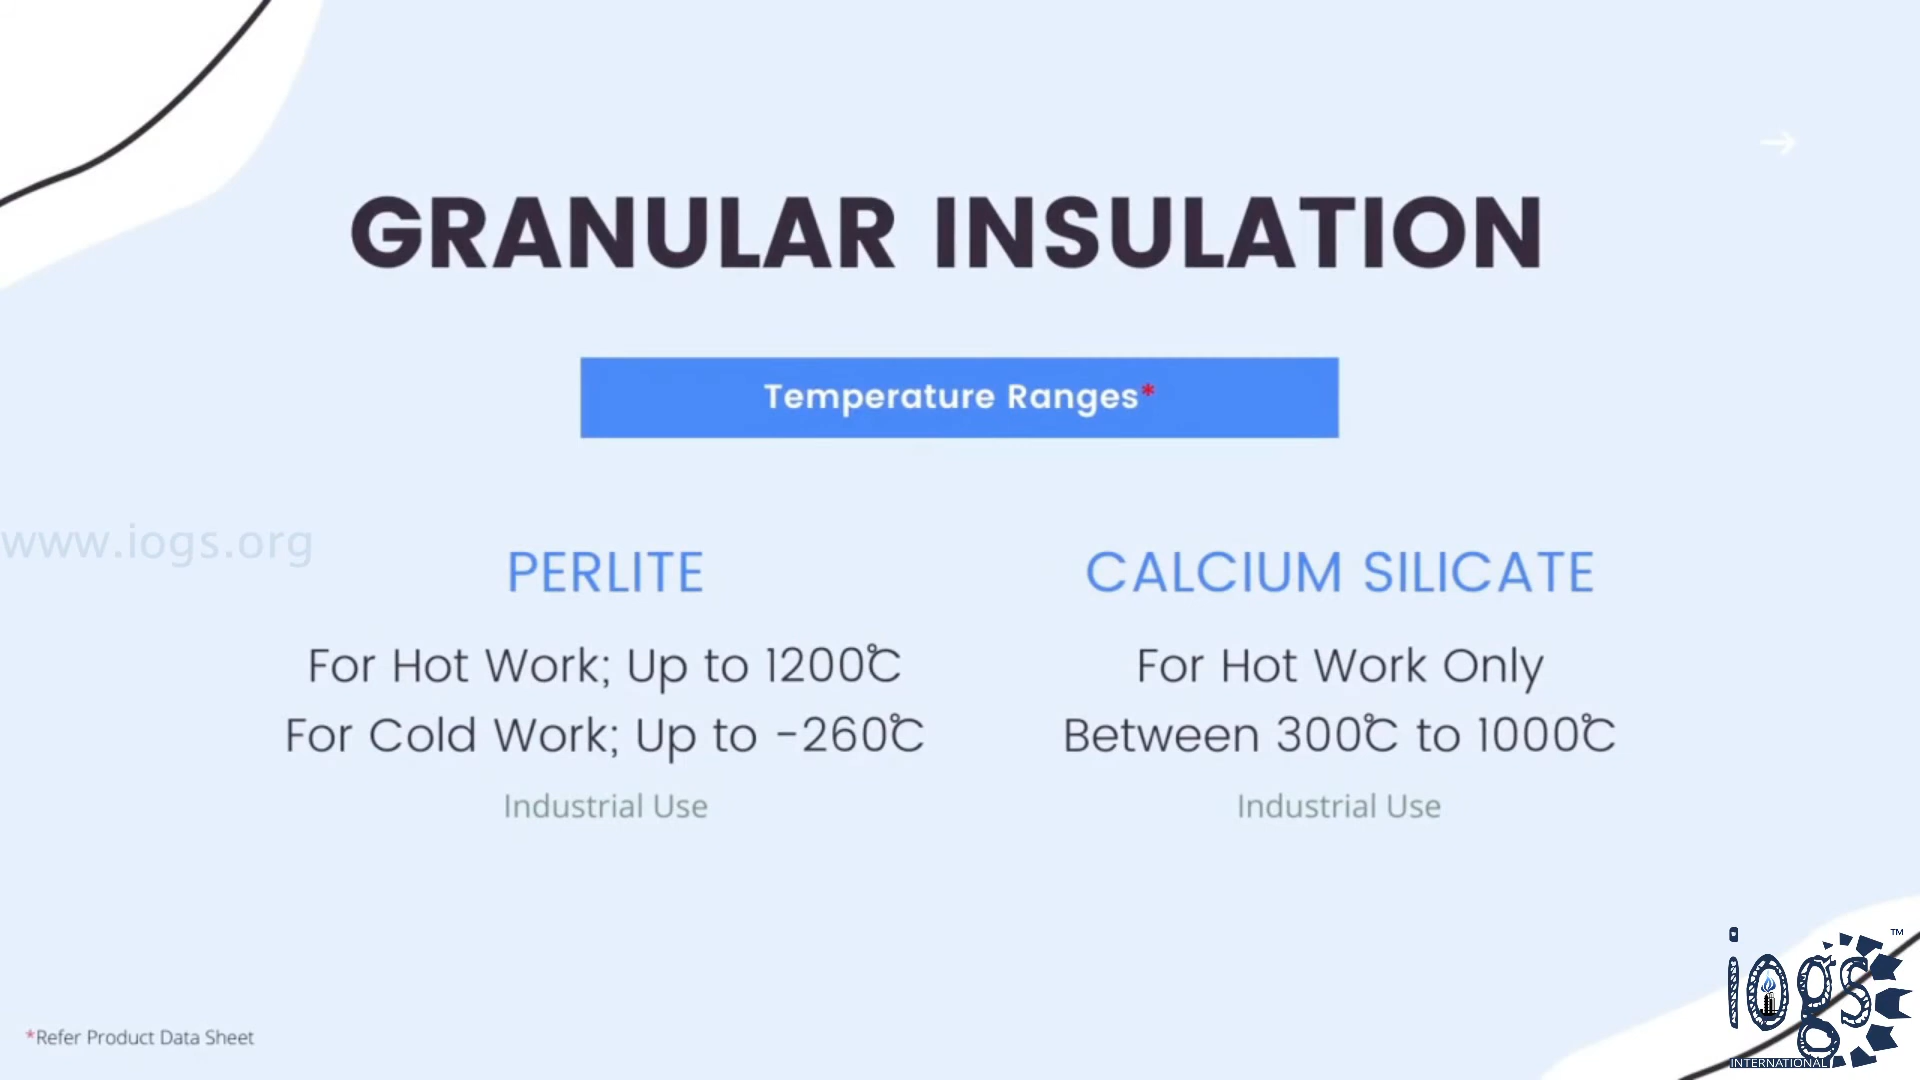 GRANULAR INSULATION
Temperature Ranges*
www.iogs.org
PERLITE
For Hot Work; Up to 1200℃
For Cold Work; Up to -260℃
Industrial Use
CALCIUM SILICATE
For Hot Work Only
Between 300℃ to 1000℃
Industrial Use
*Refer Product Data Sheet
iogs™
INTERNATIONAL